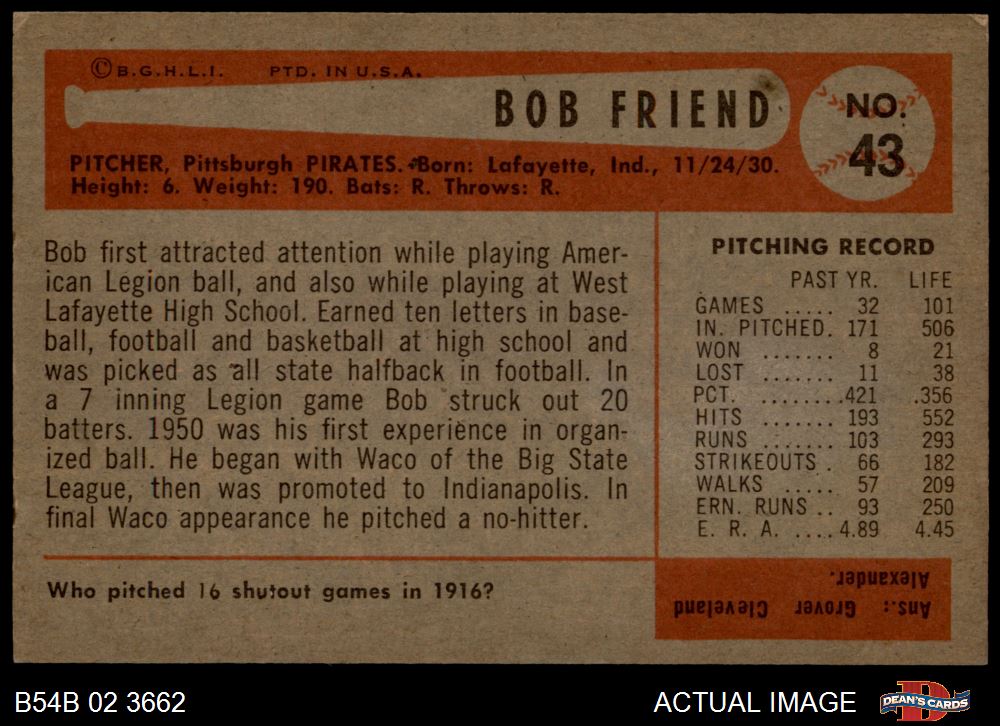 © B.G.H.L.I. PTD. IN U.S.A.
BOB FRIEND
NO.
43
PITCHER, Pittsburgh PIRATES. Born: Lafayette, Ind., 11/24/30.
Height: 6. Weight: 190. Bats: R. Throws: R.
Bob first attracted attention while playing Amer-
ican Legion ball, and also while playing at West
Lafayette High School. Earned ten letters in base-
ball, football and basketball at high school and
was picked as all state halfback in football. In
a 7 inning Legion game Bob struck out 20
batters. 1950 was his first experience in organ-
ized ball. He began with Waco of the Big State
League, then was promoted to Indianapolis. In
final Waco appearance he pitched a no-hitter.
PITCHING RECORD
PAST YR. LIFE
GAMES ..... 32 101
IN. PITCHED. 171 506
WON ....... 8 21
LOST ....... 11 38
PCT. ........ .421 .356
HITS ....... 193 552
RUNS ....... 103 293
STRIKEOUTS . 66 182
WALKS ..... 57 209
ERN. RUNS .. 93 250
E. R. A. .... 4.89 4.45
Who pitched 16 shutout games in 1916?
Ans.: Grover Cleveland
Alexander.
B54B 02 3662
ACTUAL IMAGE
DEAN'S CARDS